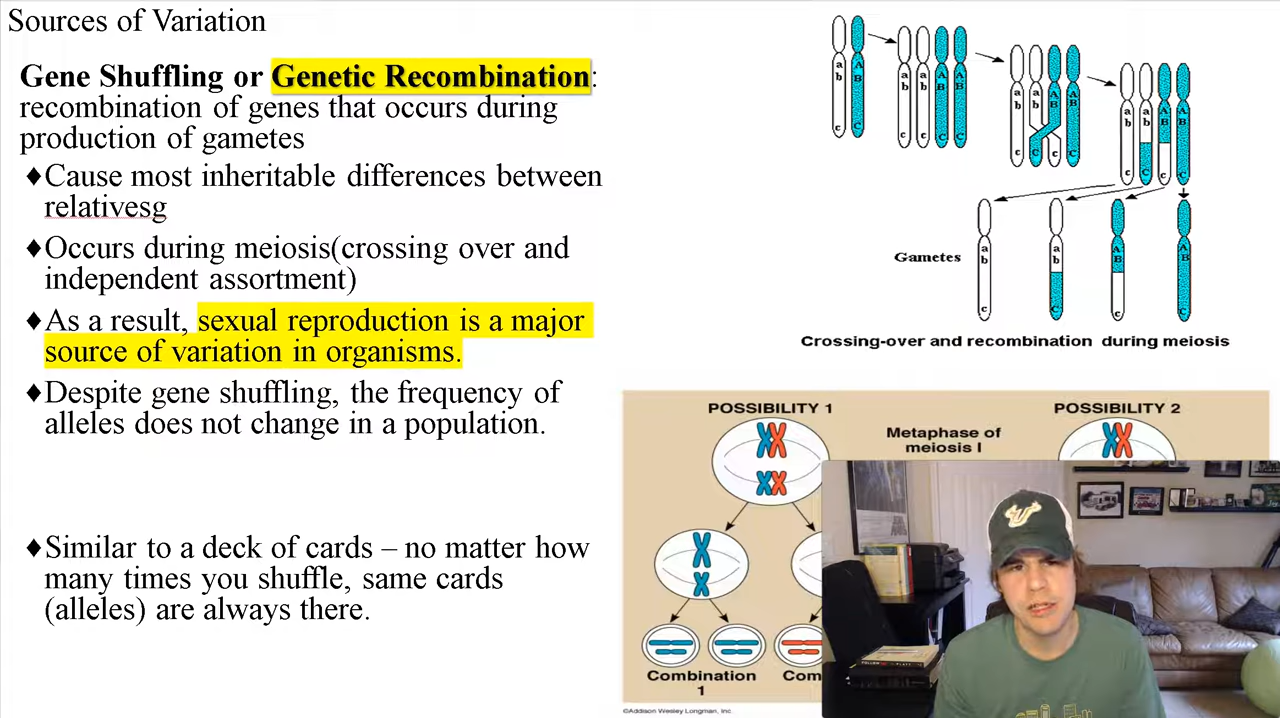 Sources of Variation
Gene Shuffling or Genetic Recombination:
recombination of genes that occurs during
production of gametes
♦Cause most inheritable differences between
relativesg
♦Occurs during meiosis(crossing over and
independent assortment)
♦As a result, sexual reproduction is a major
source of variation in organisms.
♦Despite gene shuffling, the frequency of
alleles does not change in a population.
♦Similar to a deck of cards – no matter how
many times you shuffle, same cards
(alleles) are always there.
a b c A B C
a b c a b c A B C A B C
a b c a b C A B c A B C
a b c a b C A B c A B C
Gametes
a b c a b C A B c A B C
Crossing-over and recombination during meiosis
POSSIBILITY 1
POSSIBILITY 2
Metaphase of
meiosis I
Combination
1
Com
©Addison Wesley Longman, Inc.